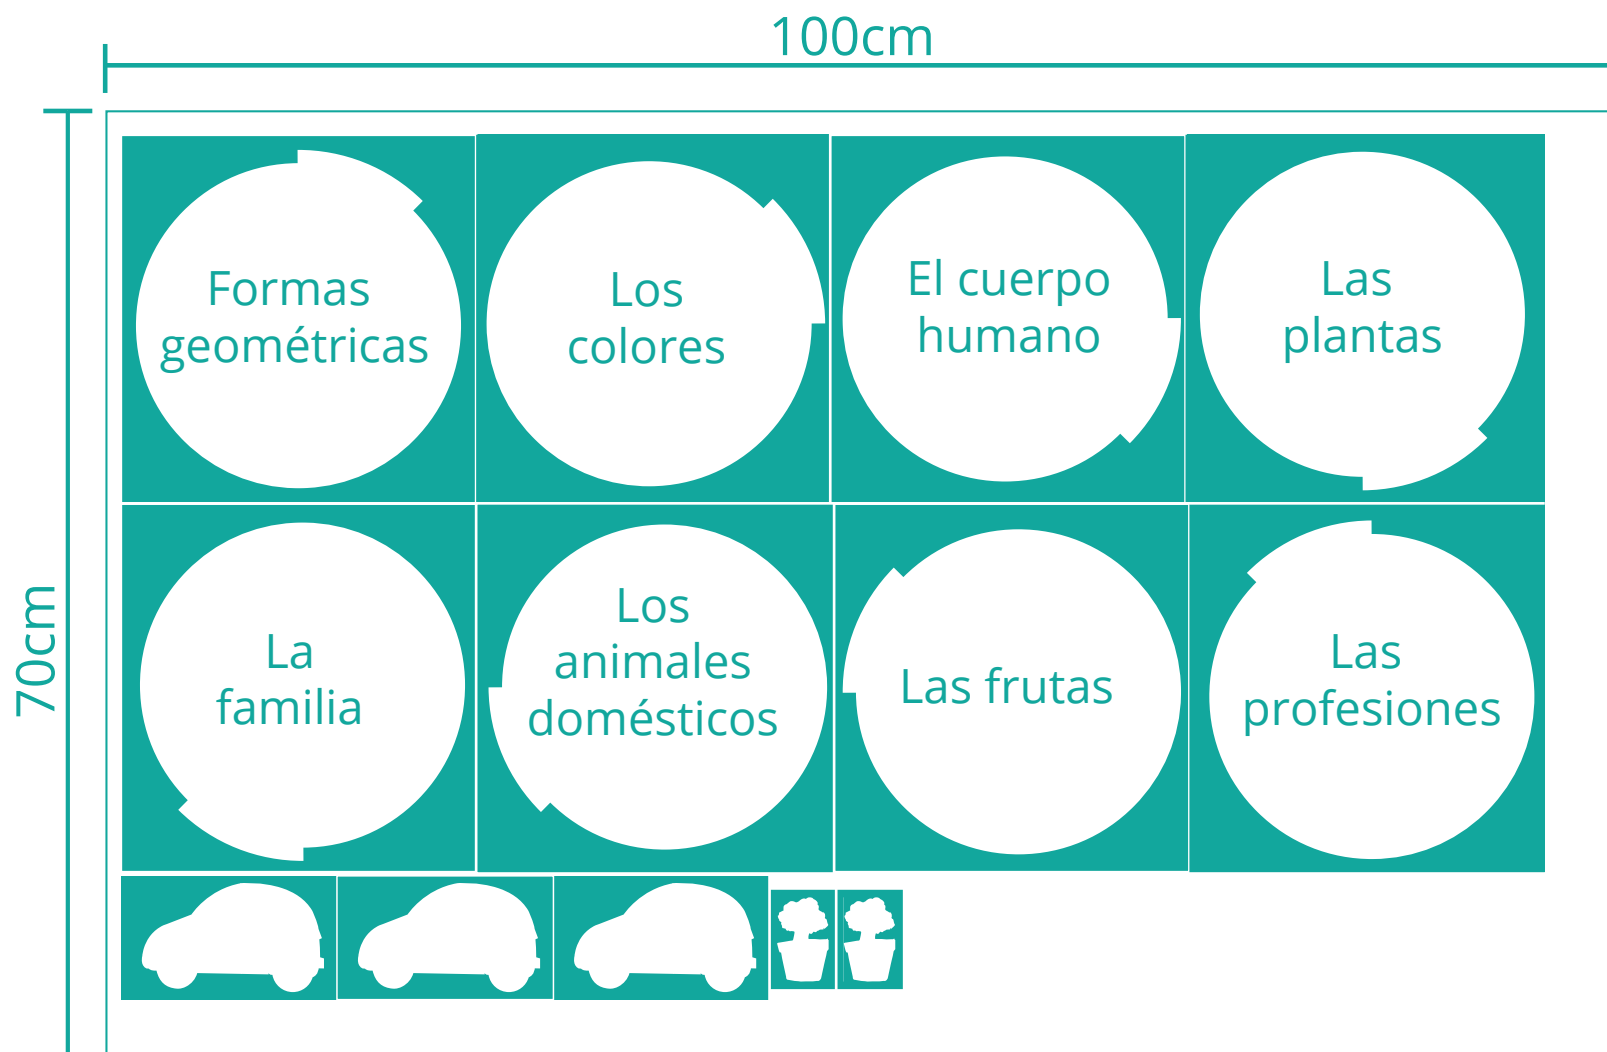 100cm
70cm
Formas
geométricas
Los
colores
El cuerpo
humano
Las
plantas
La
familia
Los
animales
domésticos
Las frutas
Las
profesiones